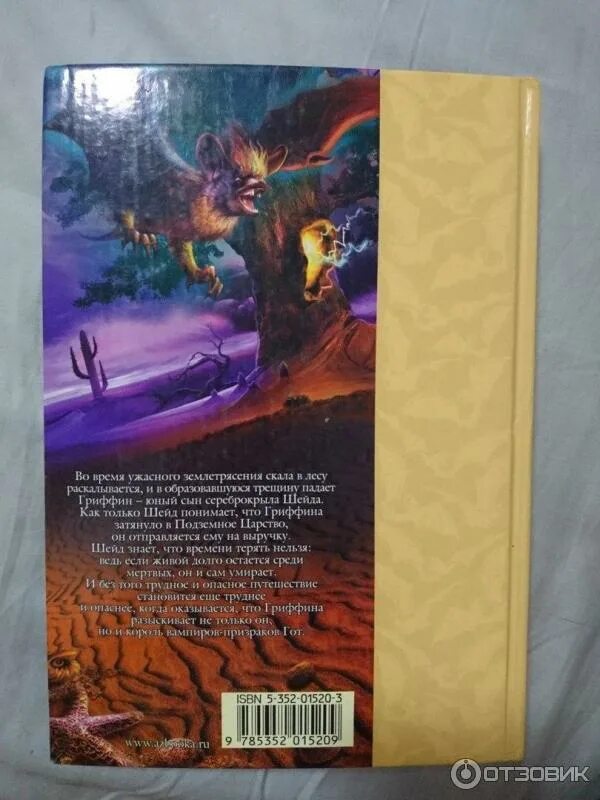 Во время ужасного землетрясения скала в лесу
раскалывается, и в образовавшуюся трещину падает
Гриффин – юный сын сереброкрыла Шейда.
Как только Шейд понимает, что Гриффина
затянуло в Подземное Царство,
он отправляется ему на выручку.
Шейд знает, что времени терять нельзя:
ведь если живой долго остается среди
мертвых, он и сам умирает.
И без того трудное и опасное путешествие
становится еще труднее
и опаснее, когда оказывается, что Гриффина
разыскивает не только он,
но и король вампиров-призраков Гот.
ISBN 5-352-01520-3
9 785352 015209
www.azbooka.ru
ОТЗОВИК